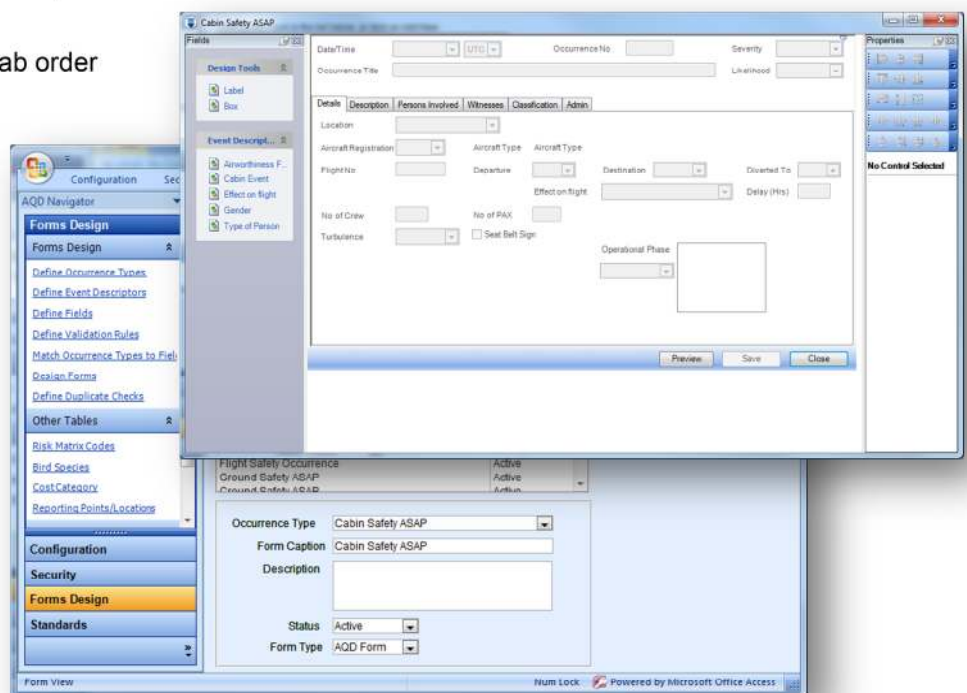 ab order
Cabin Safety ASAP
Fields
Design Tools
Label
Box
Event Descript...
Airworthiness F...
Cabin Event
Effect on flight
Gender
Type of Person
Date/Time UTC Occurrence No Severity
Occurrence Title Likelihood
Details Description Persons Involved Witnesses Classification Admin
Location
Aircraft Registration Aircraft Type Aircraft Type
Flight No Departure Destination Diverted To
Effect on flight Delay (Hrs)
No of Crew No of PAX
Turbulence Seat Belt Sign
Operational Phase
Preview Save Close
Properties
No Control Selected
Configuration Sec
AQD Navigator
Forms Design
Forms Design
Define Occurrence Types
Define Event Descriptors
Define Fields
Define Validation Rules
Match Occurrence Types to Fiel
Design Forms
Define Duplicate Checks
Other Tables
Risk Matrix Codes
Bird Species
Cost Category
Reporting Points/Locations
Configuration
Security
Forms Design
Standards
Flight Safety Occurrence Active
Ground Safety ASAP Active
Ground Safety ASAP Active
Occurrence Type Cabin Safety ASAP
Form Caption Cabin Safety ASAP
Description
Status Active
Form Type AQD Form
Form View Num Lock Powered by Microsoft Office Access